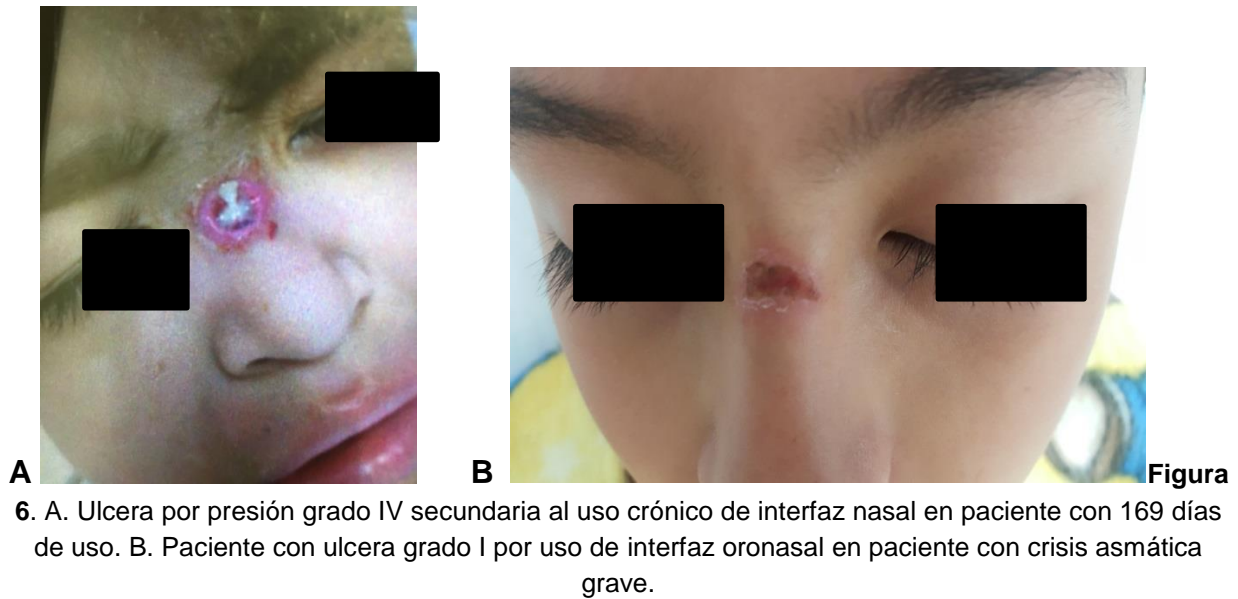 A
B
Figura
6. A. Ulcera por presión grado IV secundaria al uso crónico de interfaz nasal en paciente con 169 días
de uso. B. Paciente con ulcera grado I por uso de interfaz oronasal en paciente con crisis asmática
grave.